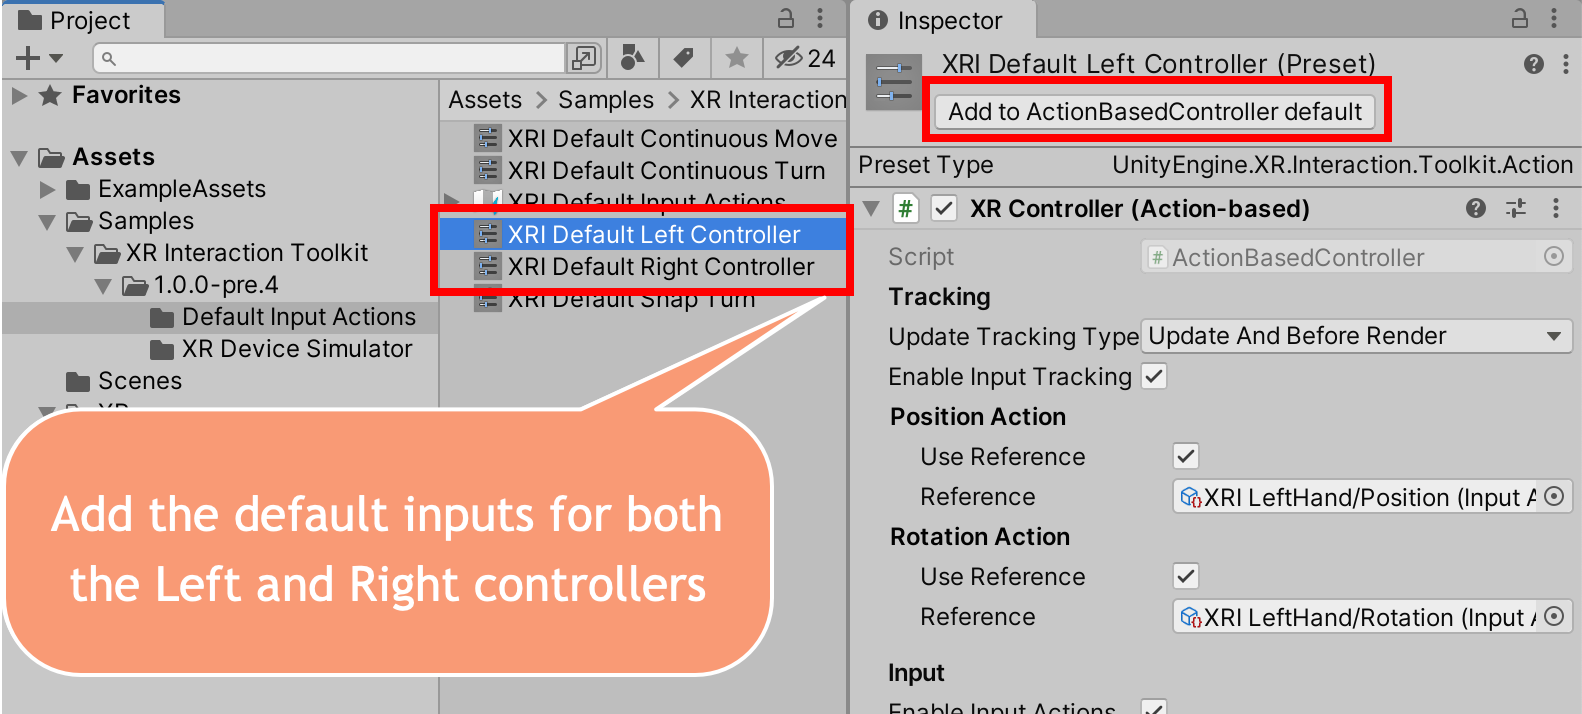 Project
24
Favorites
Assets
ExampleAssets
Samples
XR Interaction Toolkit
1.0.0-pre.4
Default Input Actions
XR Device Simulator
Scenes
XR
Assets > Samples > XR Interaction
XRI Default Continuous Move
XRI Default Continuous Turn
XRI Default Input Actions
XRI Default Left Controller
XRI Default Right Controller
XRI Default Snap Turn
Add the default inputs for both
the Left and Right controllers
Inspector
XRI Default Left Controller (Preset)
Add to ActionBasedController default
Preset Type UnityEngine.XR.Interaction.Toolkit.Action
# XR Controller (Action-based)
Script # ActionBasedController
Tracking
Update Tracking Type Update And Before Render
Enable Input Tracking
Position Action
Use Reference
Reference XRI LeftHand/Position (Input A
Rotation Action
Use Reference
Reference XRI LeftHand/Rotation (Input A
Input
Enable Input Actions